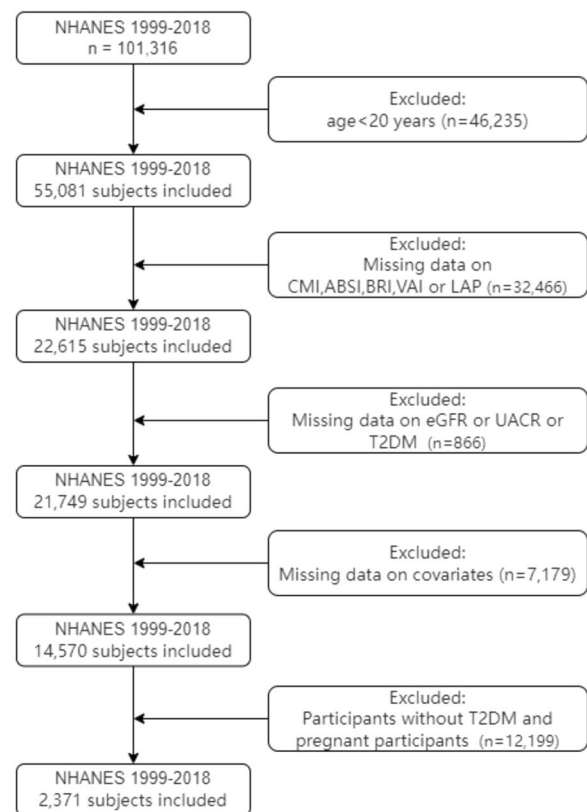 NHANES 1999-2018
n = 101,316
Excluded:
age<20 years (n=46,235)
NHANES 1999-2018
55,081 subjects included
Excluded:
Missing data on
CMI,ABSI,BRI,VAI or LAP (n=32,466)
NHANES 1999-2018
22,615 subjects included
Excluded:
Missing data on eGFR or UACR or
T2DM (n=866)
NHANES 1999-2018
21,749 subjects included
Excluded:
Missing data on covariates (n=7,179)
NHANES 1999-2018
14,570 subjects included
Excluded:
Participants without T2DM and
pregnant participants (n=12,199)
NHANES 1999-2018
2,371 subjects included